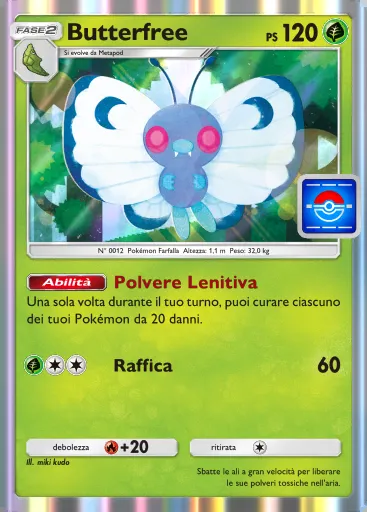 FASE 2
Butterfree
PS 120
Si evolve da Metapod
N° 0012 Pokémon Farfalla Altezza: 1,1 m Peso: 32,0 kg
Abilità Polvere Lenitiva
Una sola volta durante il tuo turno, puoi curare ciascuno
dei tuoi Pokémon da 20 danni.
Raffica 60
debolezza +20 ritirata
Ill. miki kudo
Sbatte le ali a gran velocità per liberare
le sue polveri tossiche nell'aria.